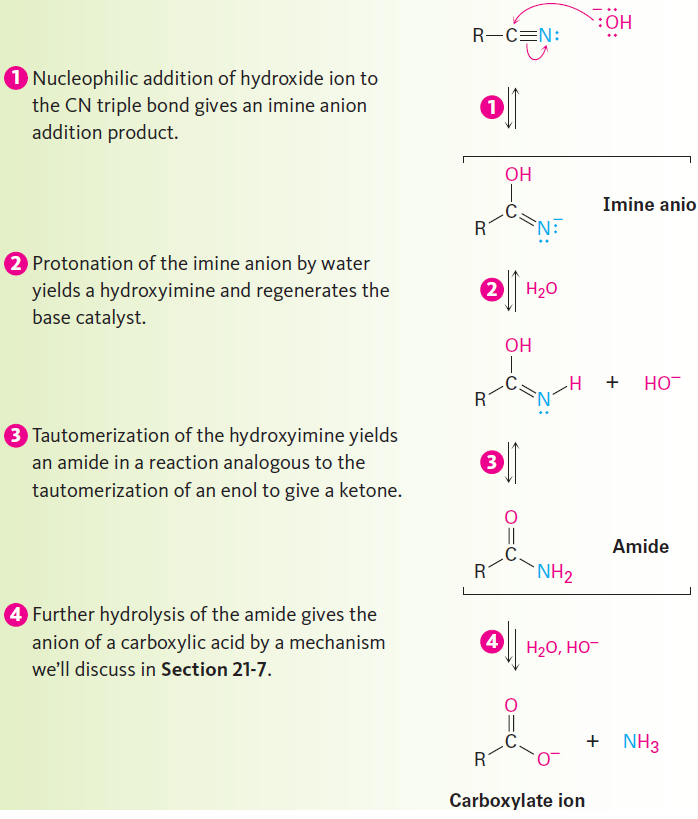 R–C≡N:
:OH
1 Nucleophilic addition of hydroxide ion to
the CN triple bond gives an imine anion
addition product.
1
OH
C
R
N:
Imine anio
2 Protonation of the imine anion by water
yields a hydroxyimine and regenerates the
base catalyst.
2 H₂O
OH
C
R
N
H + HO⁻
3 Tautomerization of the hydroxyimine yields
an amide in a reaction analogous to the
tautomerization of an enol to give a ketone.
3
O
C
R
NH₂
Amide
4 Further hydrolysis of the amide gives the
anion of a carboxylic acid by a mechanism
we'll discuss in Section 21-7.
4 H₂O, HO⁻
O
C
R
O⁻ + NH₃
Carboxylate ion